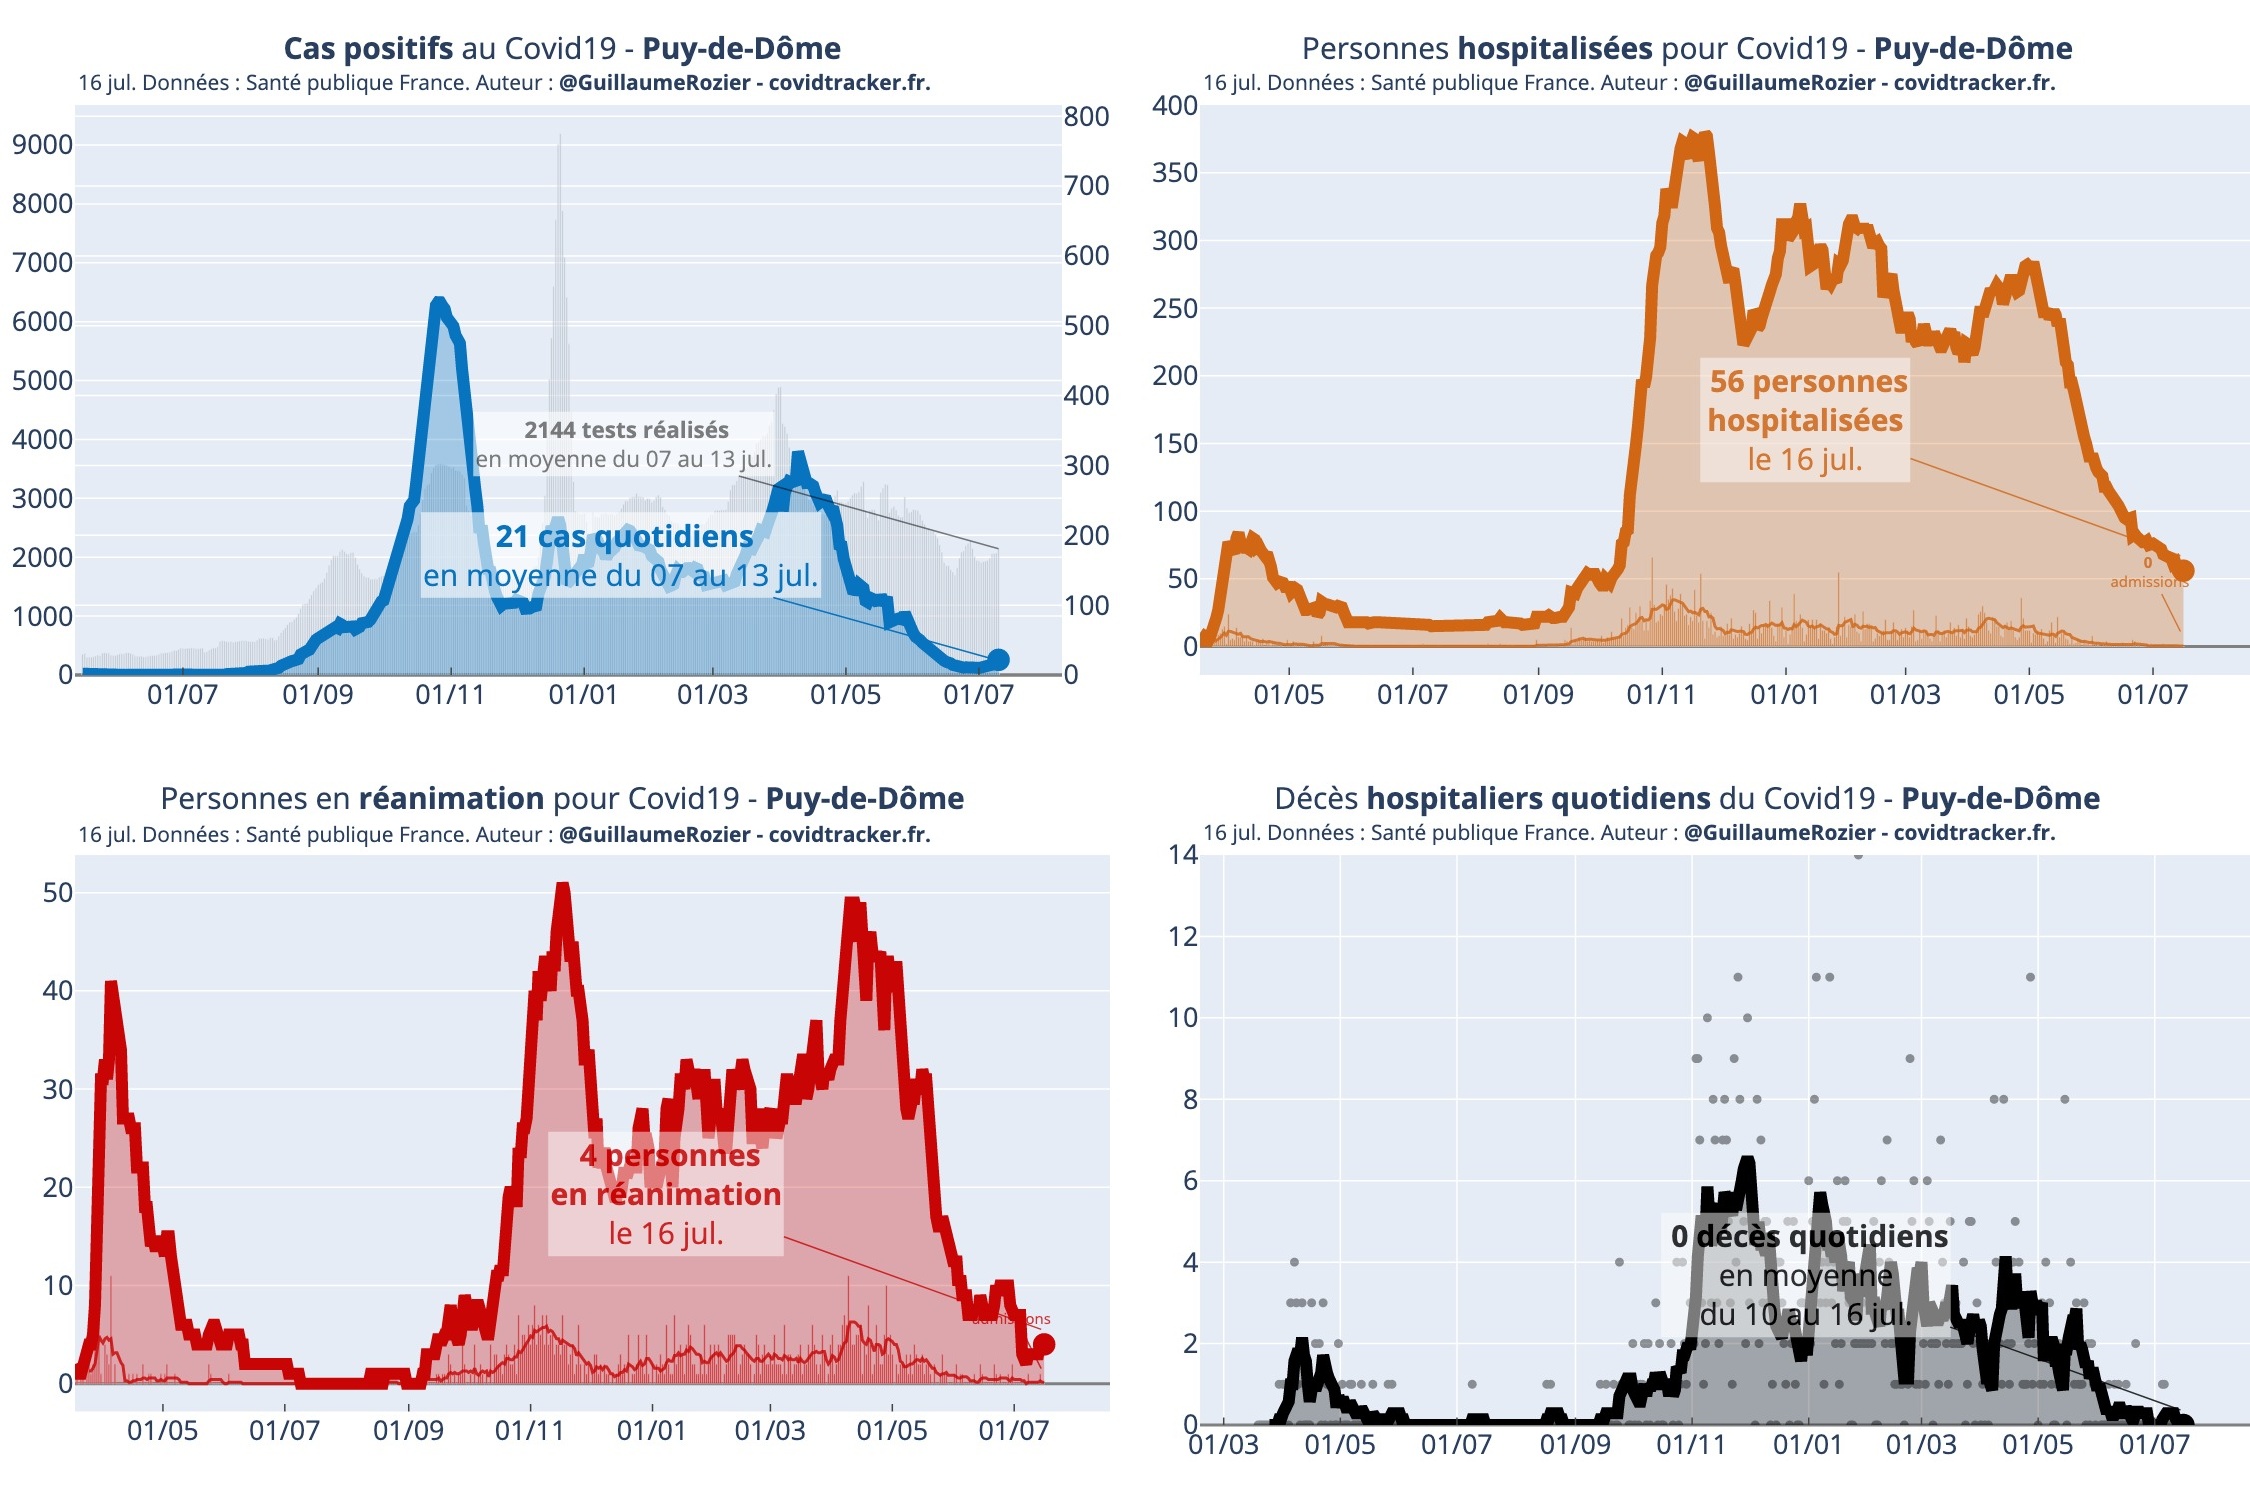 Cas positifs au Covid19 - Puy-de-Dôme
16 jul. Données : Santé publique France. Auteur : @GuillaumeRozier - covidtracker.fr.
9000
8000
7000
6000
5000
4000
3000
2000
1000
0
800
700
600
500
400
300
200
100
0
2144 tests réalisés
en moyenne du 07 au 13 jul.
21 cas quotidiens
en moyenne du 07 au 13 jul.
01/07 01/09 01/11 01/01 01/03 01/05 01/07
Personnes hospitalisées pour Covid19 - Puy-de-Dôme
16 jul. Données : Santé publique France. Auteur : @GuillaumeRozier - covidtracker.fr.
400
350
300
250
200
150
100
50
0
56 personnes
hospitalisées
le 16 jul.
0
admissions
01/05 01/07 01/09 01/11 01/01 01/03 01/05 01/07
Personnes en réanimation pour Covid19 - Puy-de-Dôme
16 jul. Données : Santé publique France. Auteur : @GuillaumeRozier - covidtracker.fr.
50
40
30
20
10
0
4 personnes
en réanimation
le 16 jul.
admissions
01/05 01/07 01/09 01/11 01/01 01/03 01/05 01/07
Décès hospitaliers quotidiens du Covid19 - Puy-de-Dôme
16 jul. Données : Santé publique France. Auteur : @GuillaumeRozier - covidtracker.fr.
14
12
10
8
6
4
2
0
0 décès quotidiens
en moyenne
du 10 au 16 jul.
01/03 01/05 01/07 01/09 01/11 01/01 01/03 01/05 01/07